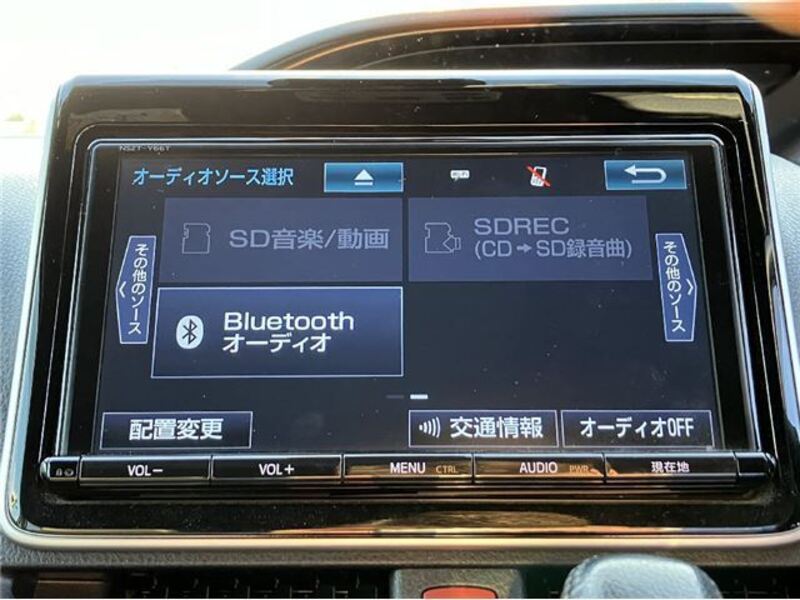 NSZT-Y66T
オーディオソース選択
Wi-Fi
SD音楽/動画
SDREC
(CD→SD録音曲)
その他のソース
その他のソース
Bluetooth
オーディオ
配置変更
交通情報
オーディオOFF
VOL−
VOL+
MENU CTRL
AUDIO PWR
現在地